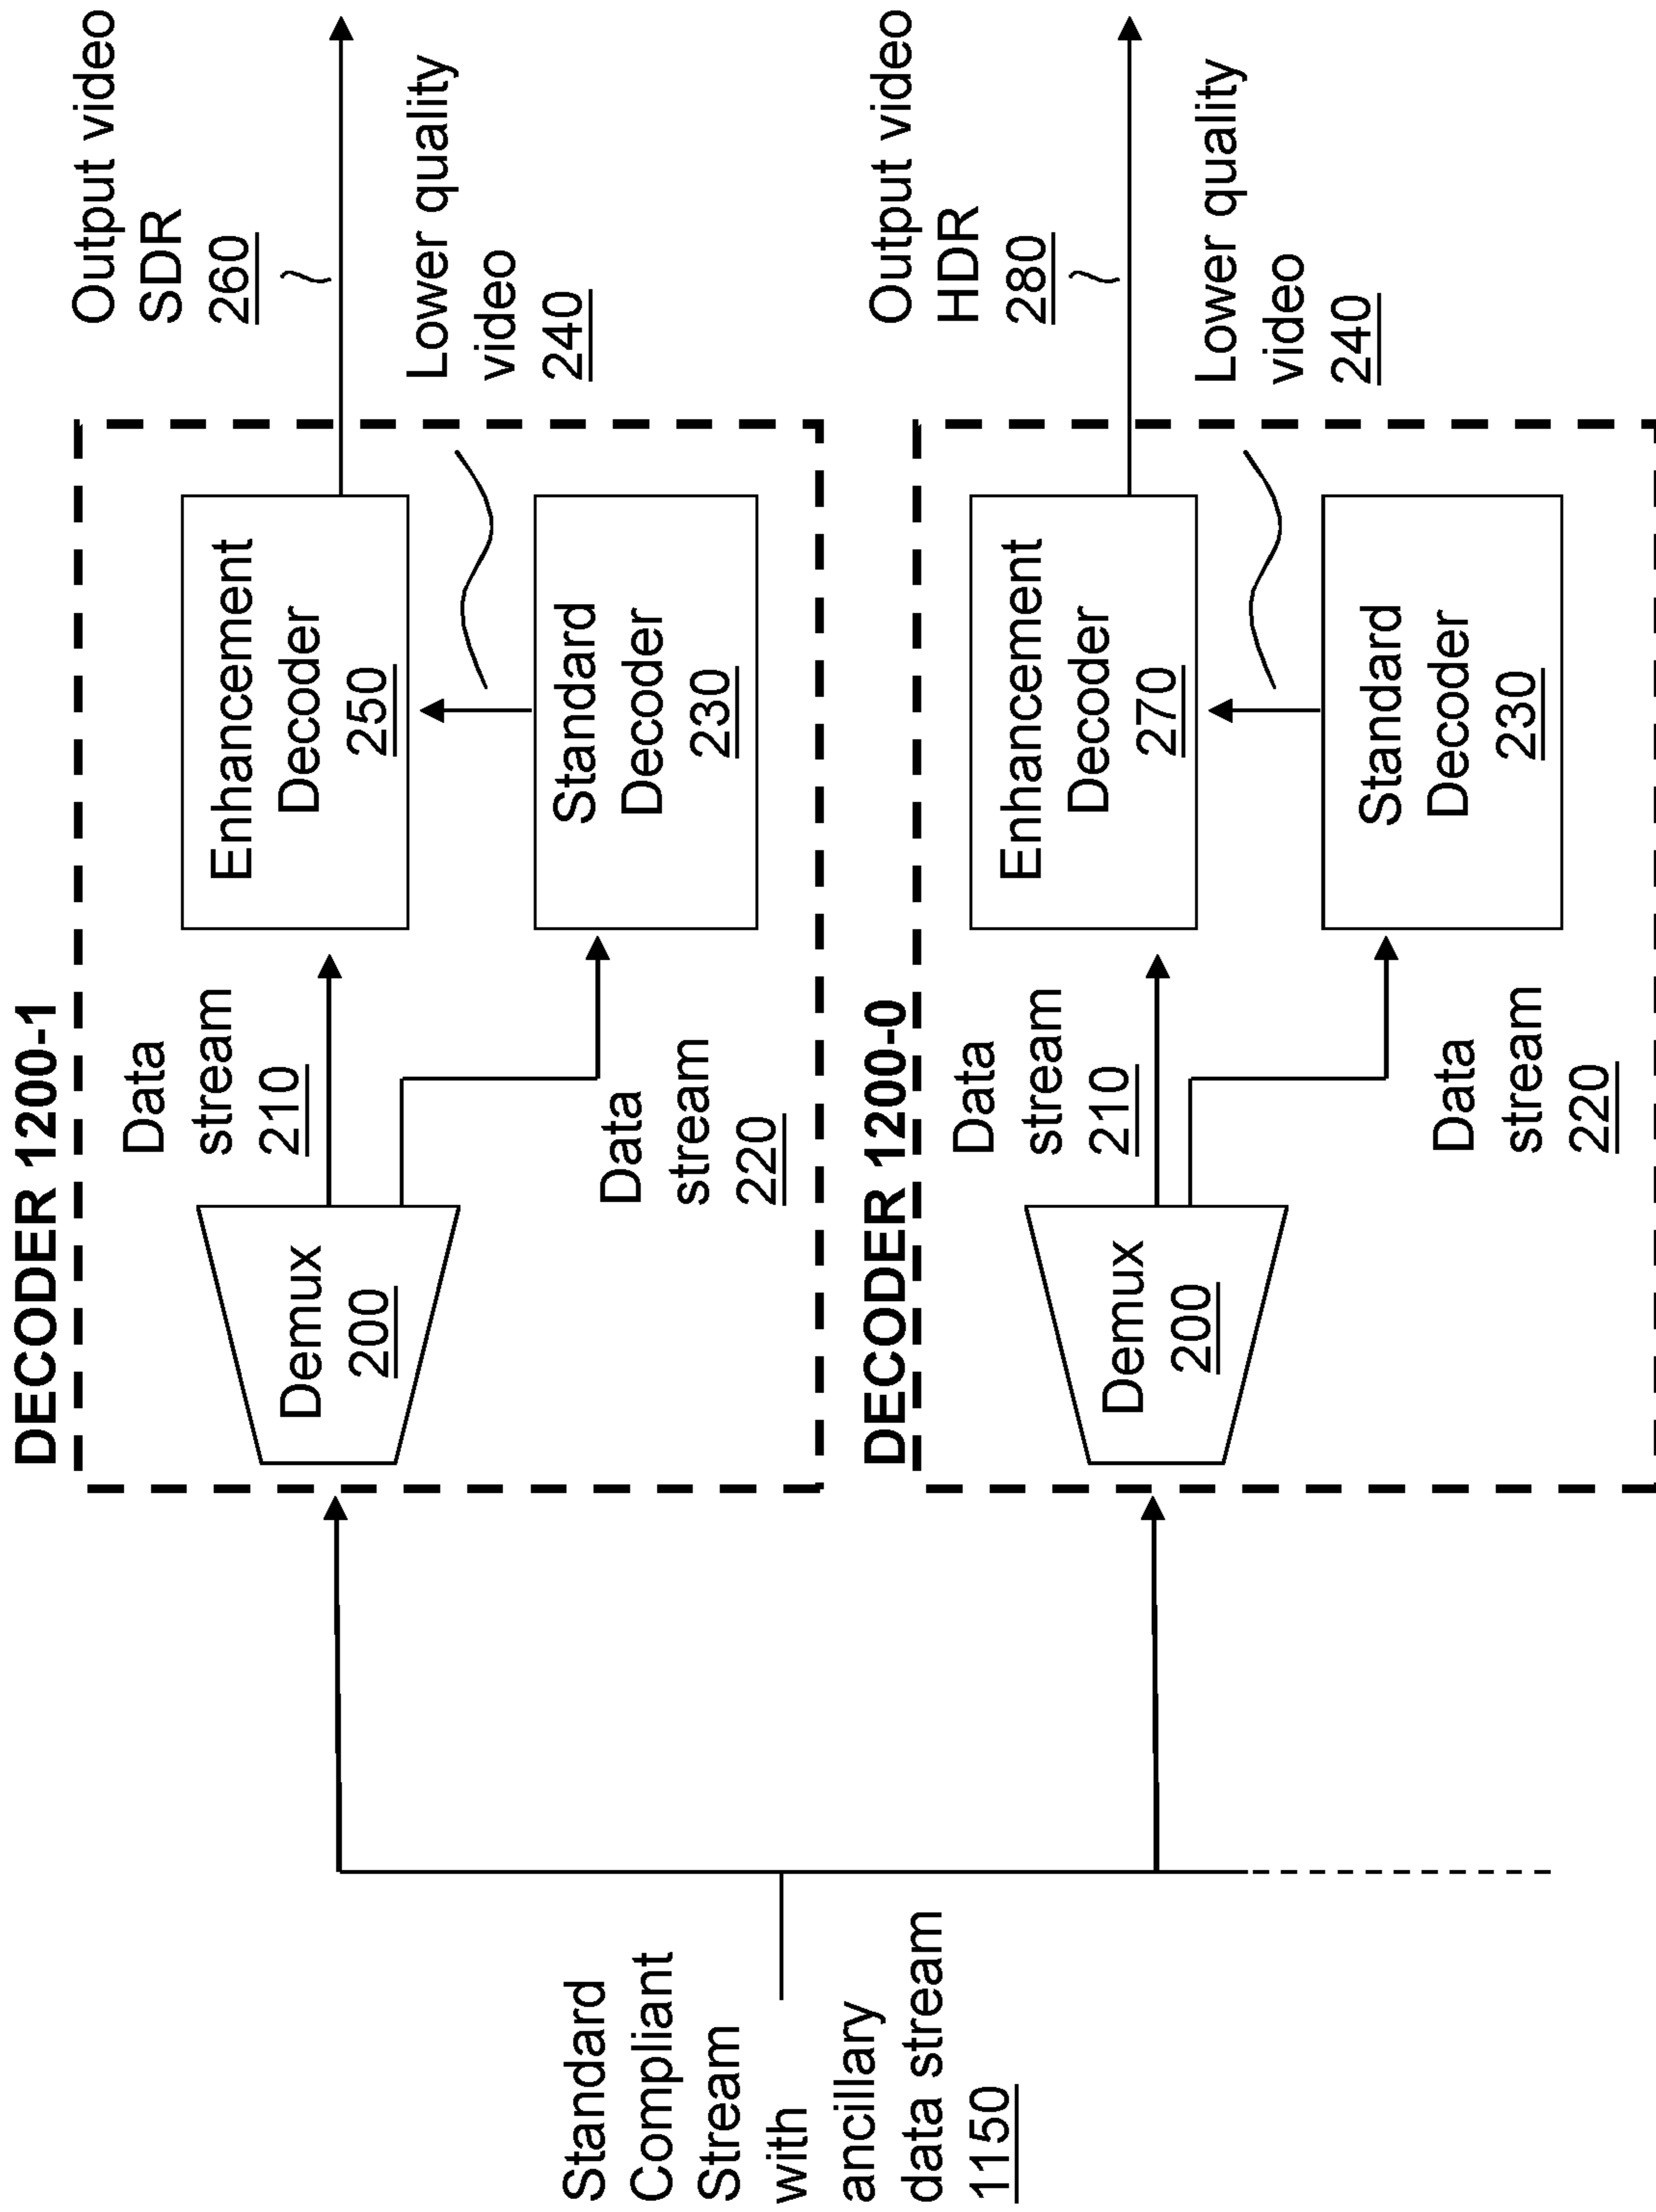 Standard
Compliant
Stream
with
ancillary
data stream
1150
DECODER 1200-1
Demux
200
Data
stream
210
Data
stream
220
Enhancement
Decoder
250
Standard
Decoder
230
Output video
SDR
260
Lower quality
video
240
DECODER 1200-0
Demux
200
Data
stream
210
Data
stream
220
Enhancement
Decoder
270
Standard
Decoder
230
Output video
HDR
280
Lower quality
video
240